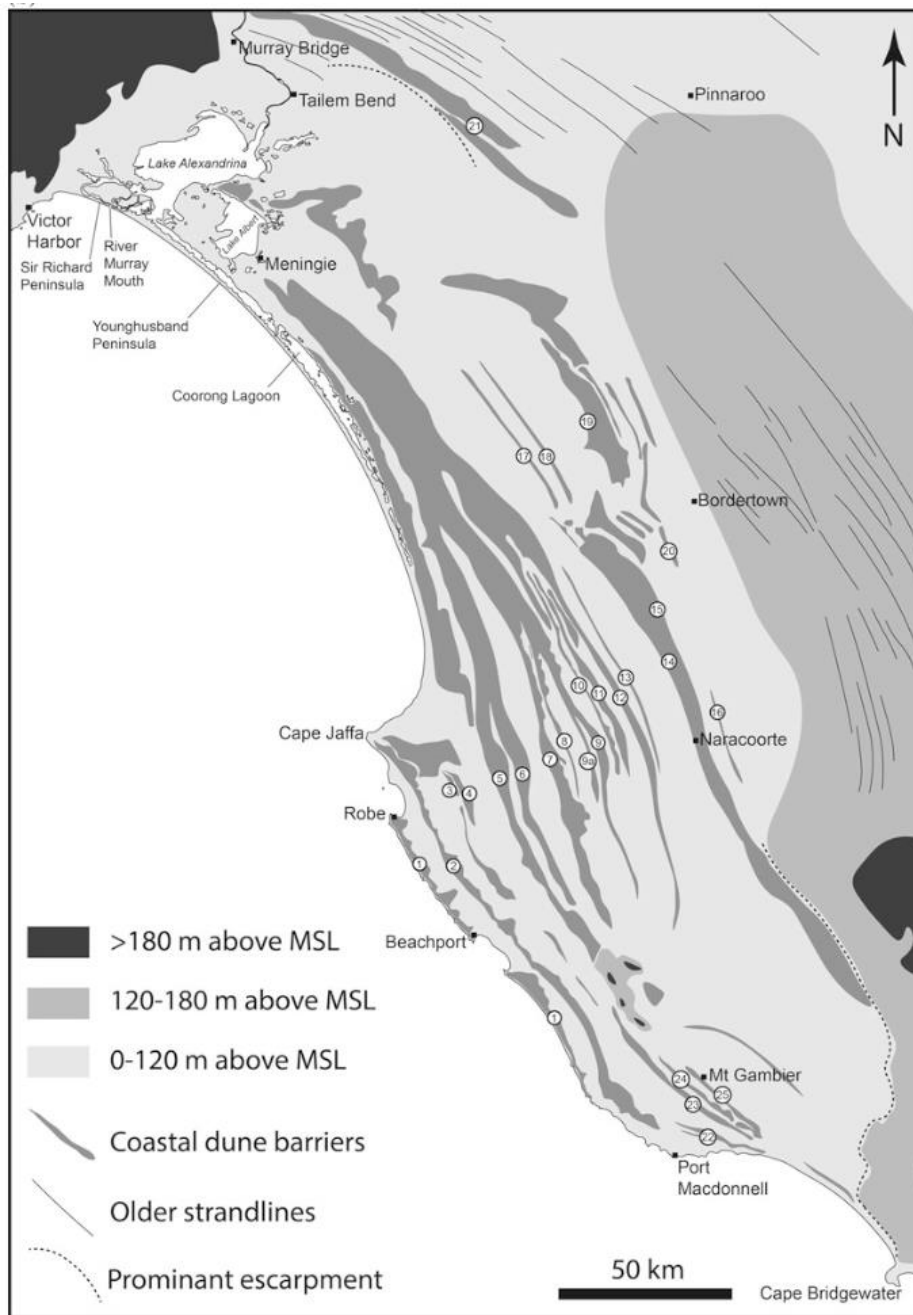 Murray Bridge
Tailem Bend
Pinnaroo
N
21
Lake Alexandrina
Lake Albert
Victor
Harbor
Sir Richard
Peninsula
River
Murray
Mouth
Meningie
Younghusband
Peninsula
Coorong Lagoon
19
17
18
Bordertown
20
15
14
13
10
11
12
16
Cape Jaffa
8
9
Naracoorte
7
9a
5
6
3
4
Robe
1
2
Beachport
1
>180 m above MSL
120-180 m above MSL
0-120 m above MSL
Mt Gambier
24
25
23
22
Port
Macdonnell
Coastal dune barriers
Older strandlines
Prominant escarpment
50 km
Cape Bridgewater